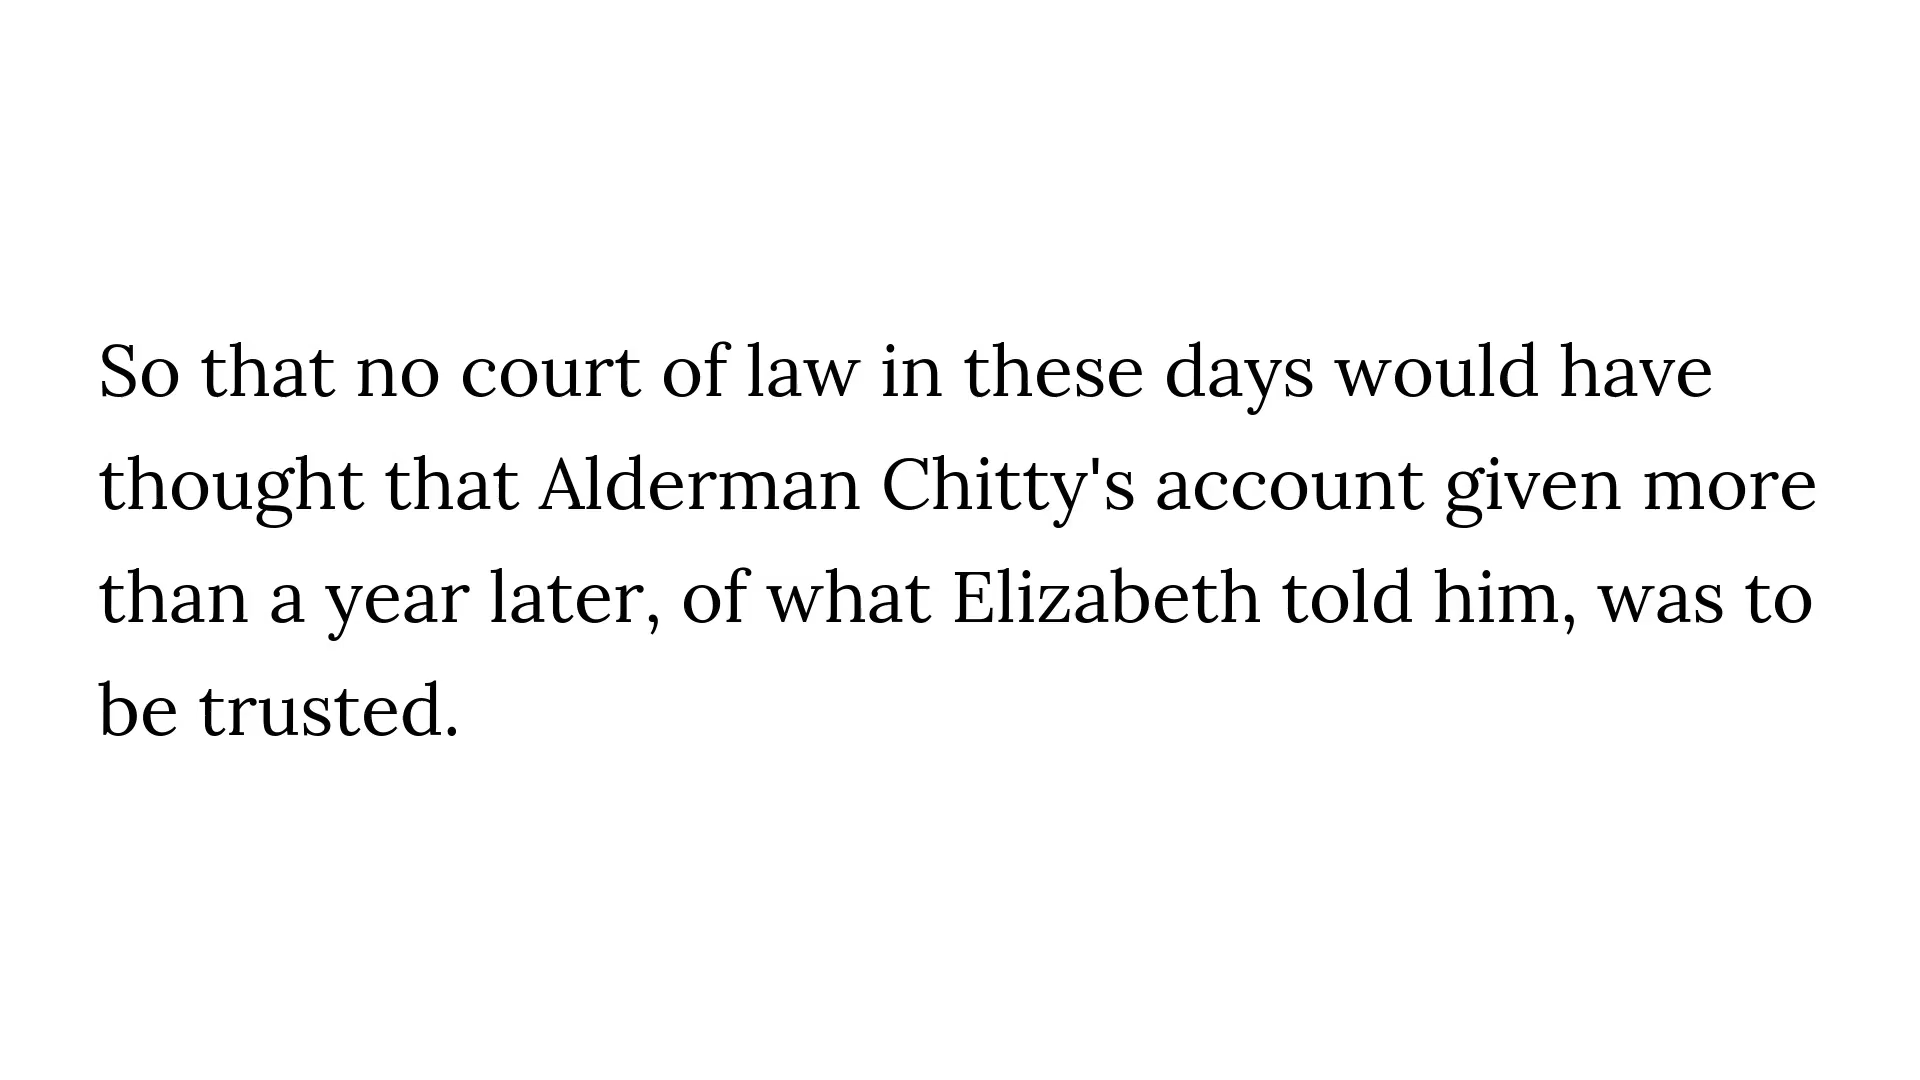 So that no court of law in these days would have
thought that Alderman Chitty's account given more
than a year later, of what Elizabeth told him, was to
be trusted.